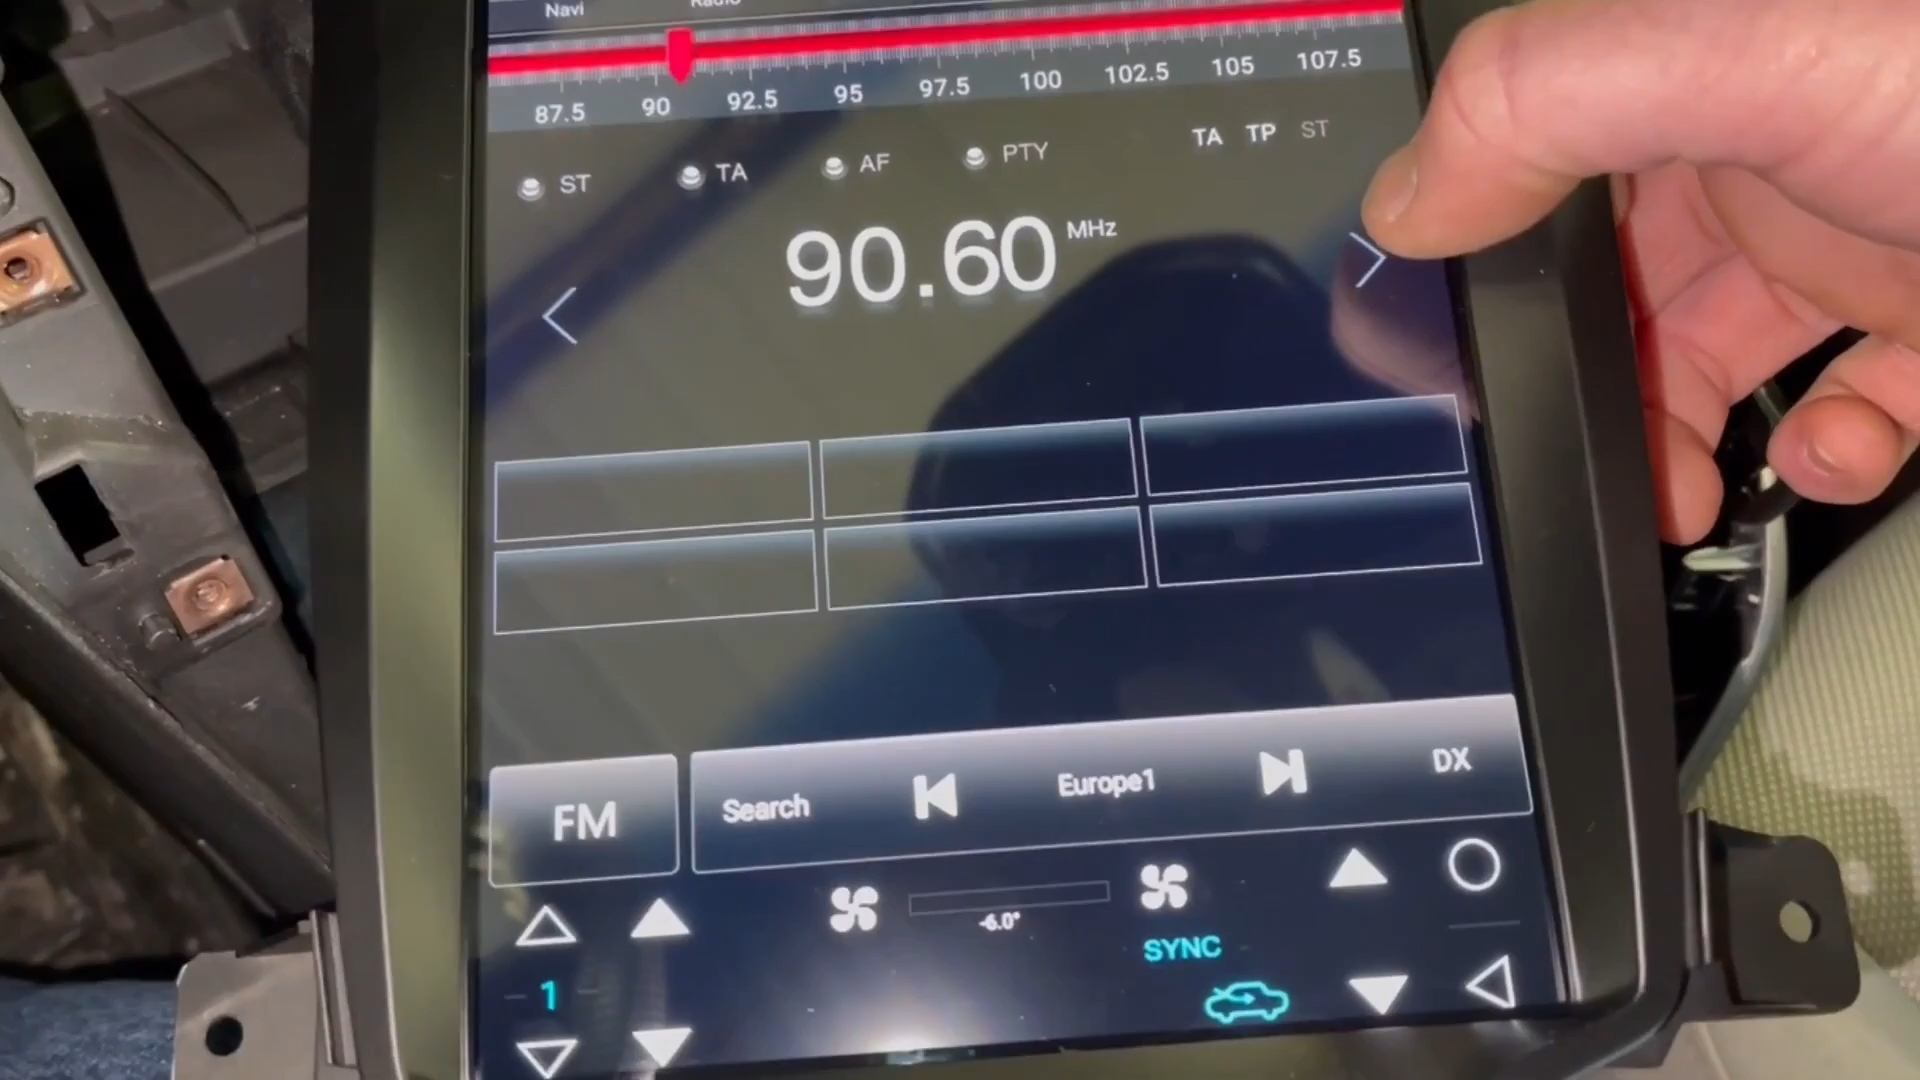 Navi Radio
87.5 90 92.5 95 97.5 100 102.5 105 107.5
ST TA AF PTY TA TP ST
90.60 MHz
FM Search Europe1 DX
-6.0°
SYNC
1